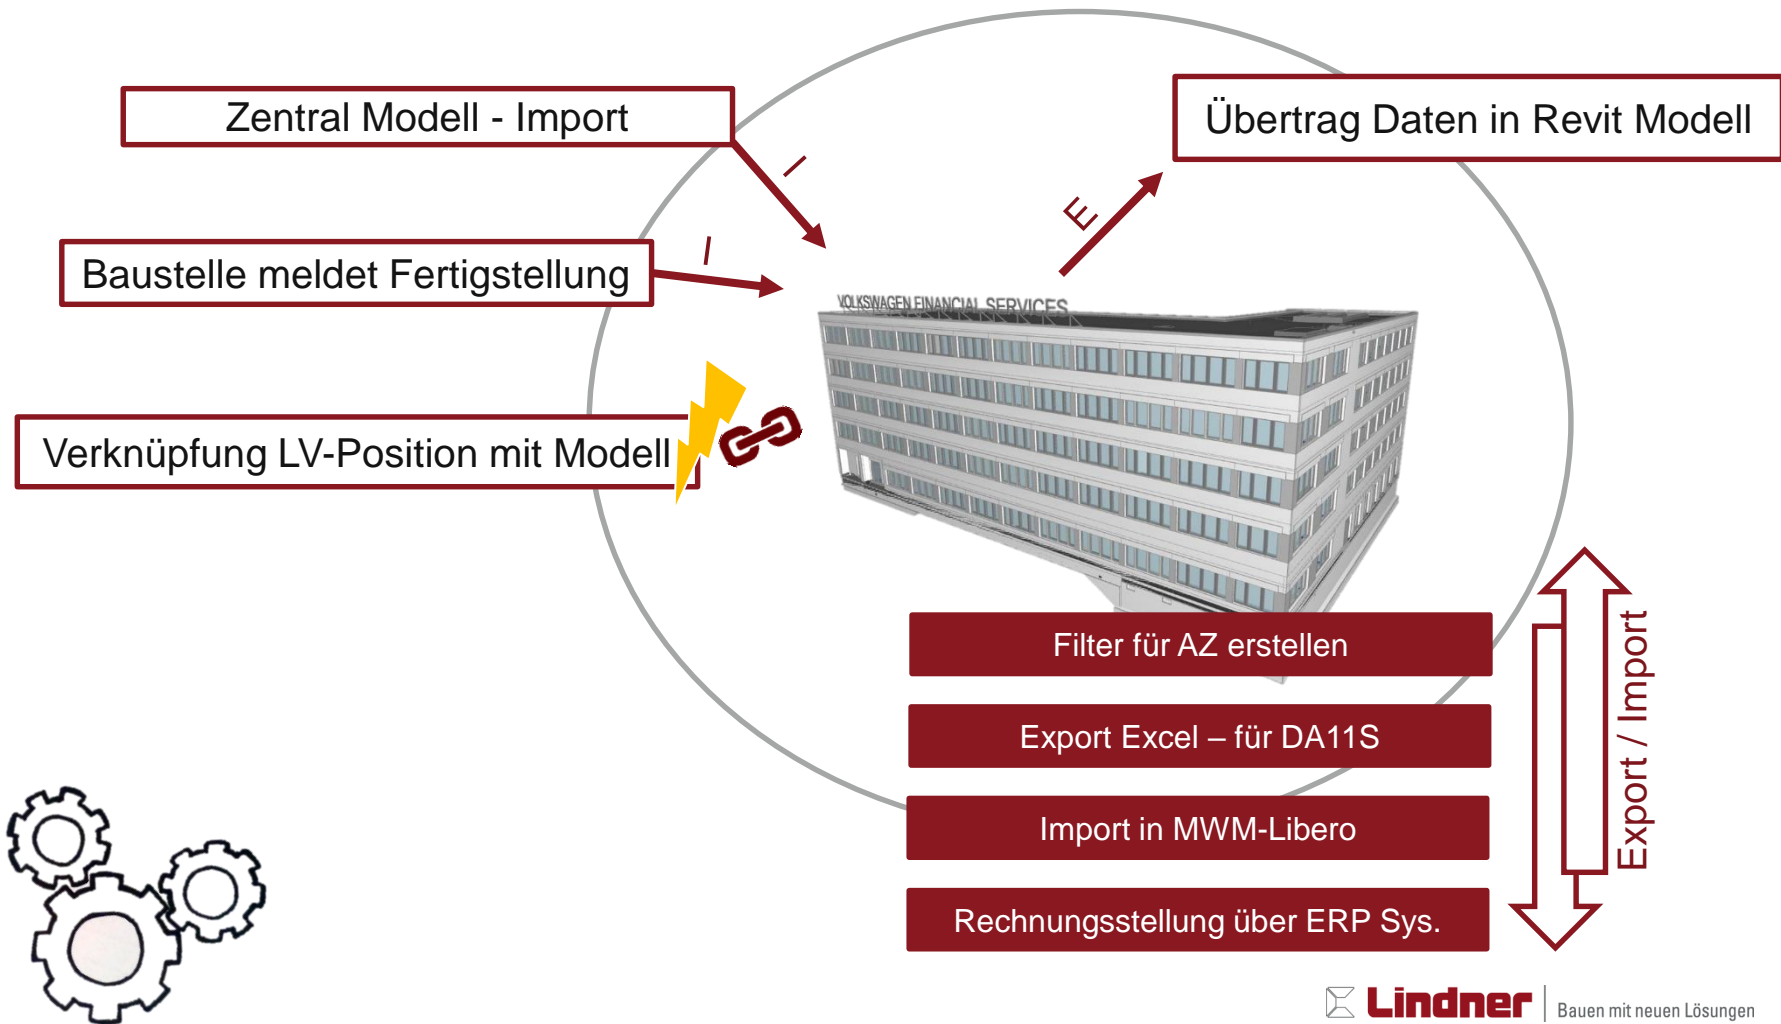 Zentral Modell - Import
Übertrag Daten in Revit Modell
I
E
Baustelle meldet Fertigstellung
I
VOLKSWAGEN FINANCIAL SERVICES
Verknüpfung LV-Position mit Modell
Filter für AZ erstellen
Export Excel – für DA11S
Import in MWM-Libero
Rechnungsstellung über ERP Sys.
Export / Import
Lindner
Bauen mit neuen Lösungen